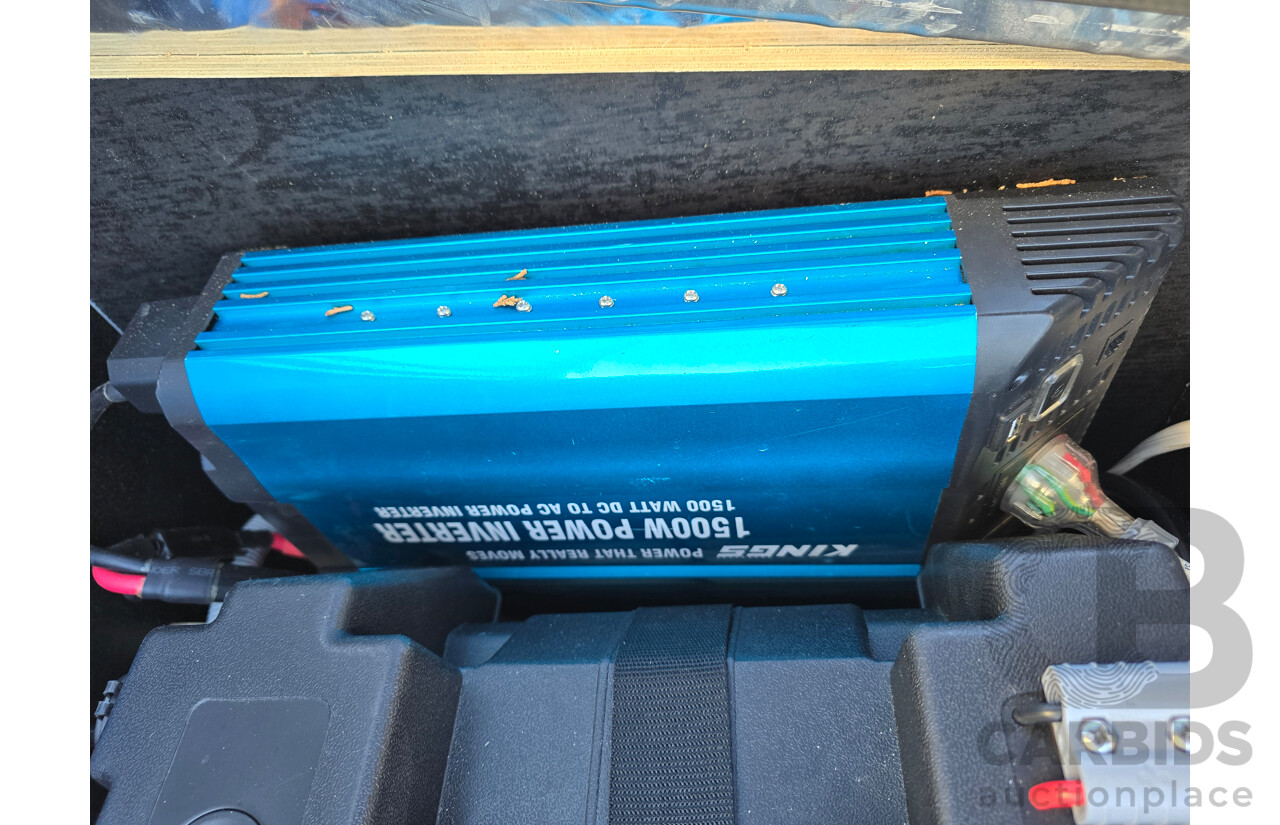 KINGS POWER THAT REALLY MOVES
1500W POWER INVERTER
1500 WATT DC TO AC POWER INVERTER
B
CARBIDS
auctionplace